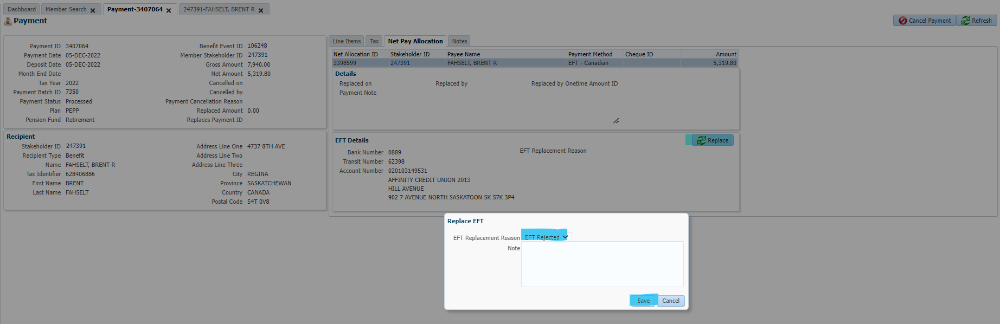 Dashboard Member Search Payment-3407064 247391-FAHSELT, BRENT R
Payment
Cancel Payment Refresh
Payment ID 3407064
Payment Date 05-DEC-2022
Deposit Date 05-DEC-2022
Month End Date
Tax Year 2022
Payment Batch ID 7350
Payment Status Processed
Plan PEPP
Pension Fund Retirement
Benefit Event ID 106248
Member Stakeholder ID 247391
Gross Amount 7,940.00
Net Amount 5,319.80
Cancelled on
Cancelled by
Payment Cancellation Reason
Replaced Amount 0.00
Replaces Payment ID
Recipient
Stakeholder ID 247391
Recipient Type Benefit
Name FAHSELT, BRENT R
Tax Identifier 628406886
First Name BRENT
Last Name FAHSELT
Address Line One 4737 8TH AVE
Address Line Two
Address Line Three
City REGINA
Province SASKATCHEWAN
Country CANADA
Postal Code S4T 0V8
Line Items Tax Net Pay Allocation Notes
Net Allocation ID Stakeholder ID Payee Name Payment Method Cheque ID Amount
3398599 247391 FAHSELT, BRENT R EFT - Canadian 5,319.80
Details
Replaced on Replaced by Replaced by Onetime Amount ID
Payment Note
EFT Details
Replace
Bank Number 0889
EFT Replacement Reason
Transit Number 62398
Account Number 020103149531
AFFINITY CREDIT UNION 2013
HILL AVENUE
902 7 AVENUE NORTH SASKATOON SK S7K 3P4
Replace EFT
EFT Replacement Reason EFT Rejected
Note
Save Cancel